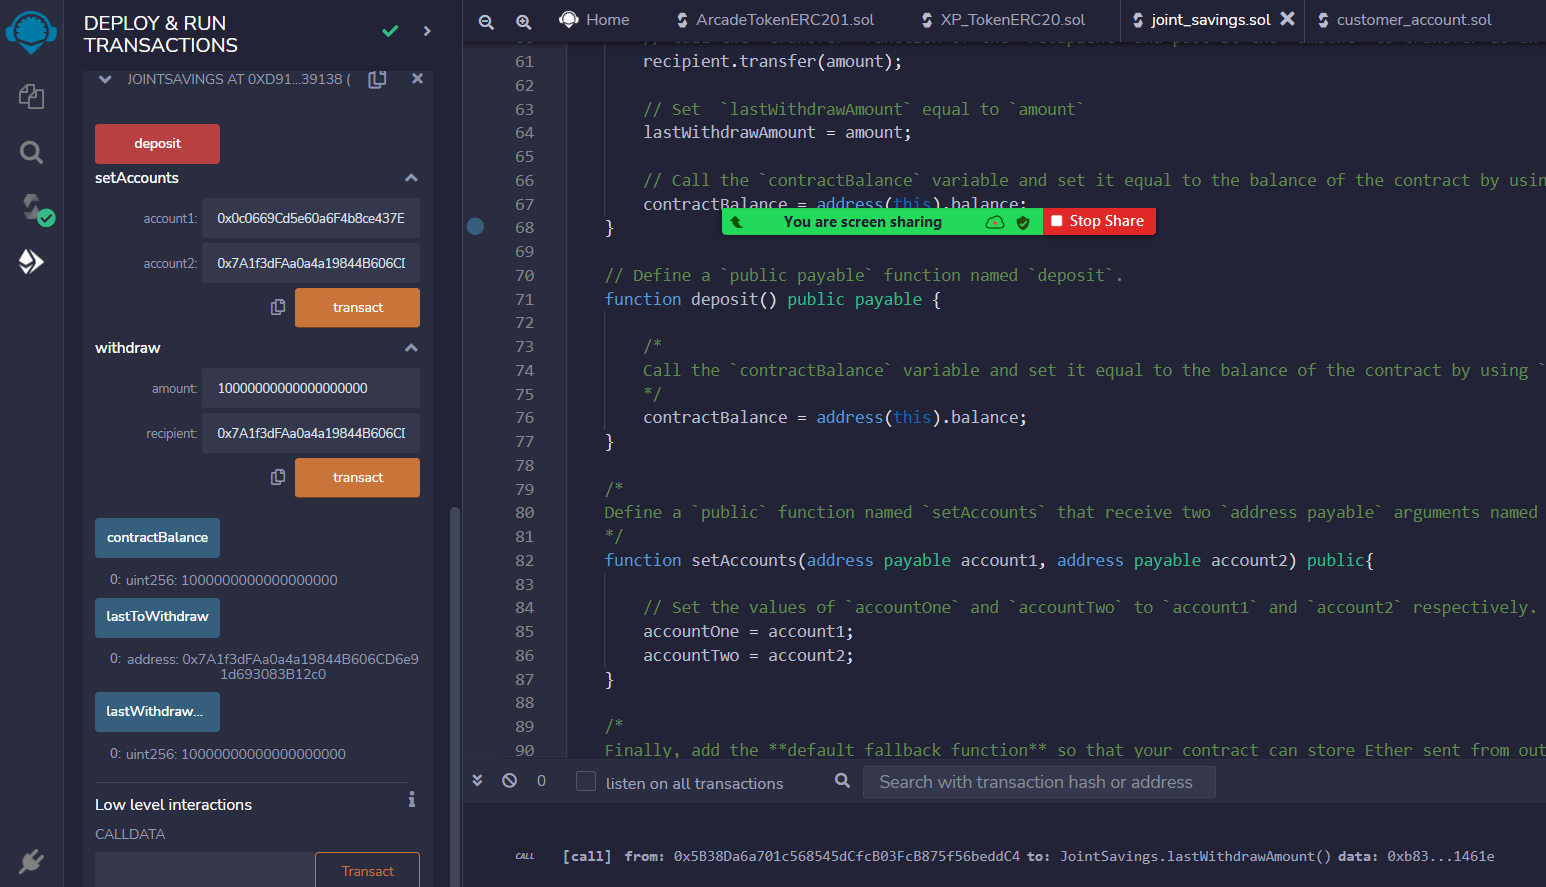 DEPLOY & RUN
TRANSACTIONS
JOINTSAVINGS AT 0XD91...39138 (
deposit
setAccounts
account1: 0x0c0669Cd5e60a6F4b8ce437E
account2: 0x7A1f3dFAa0a4a19844B606CD
transact
withdraw
amount: 10000000000000000000
recipient: 0x7A1f3dFAa0a4a19844B606CD
transact
contractBalance
0: uint256: 1000000000000000000
lastToWithdraw
0: address: 0x7A1f3dFAa0a4a19844B606CD6e9
1d693083B12c0
lastWithdraw...
0: uint256: 10000000000000000000
Low level interactions
CALLDATA
Transact
Home ArcadeTokenERC201.sol XP_TokenERC20.sol joint_savings.sol customer_account.sol
61 recipient.transfer(amount);
62
63 // Set  `lastWithdrawAmount` equal to `amount`
64 lastWithdrawAmount = amount;
65
66 // Call the `contractBalance` variable and set it equal to the balance of the contract by usin
67 contractBalance = address(this).balance;
You are screen sharing Stop Share
68 }
69
70 // Define a `public payable` function named `deposit`.
71 function deposit() public payable {
72
73 /*
74 Call the `contractBalance` variable and set it equal to the balance of the contract by using `
75 */
76 contractBalance = address(this).balance;
77 }
78
79 /*
80 Define a `public` function named `setAccounts` that receive two `address payable` arguments named
81 */
82 function setAccounts(address payable account1, address payable account2) public{
83
84 // Set the values of `accountOne` and `accountTwo` to `account1` and `account2` respectively.
85 accountOne = account1;
86 accountTwo = account2;
87 }
88
89 /*
90 Finally, add the **default fallback function** so that your contract can store Ether sent from out
0 listen on all transactions Search with transaction hash or address
CALL [call] from: 0x5B38Da6a701c568545dCfcB03FcB875f56beddC4 to: JointSavings.lastWithdrawAmount() data: 0xb83...1461e